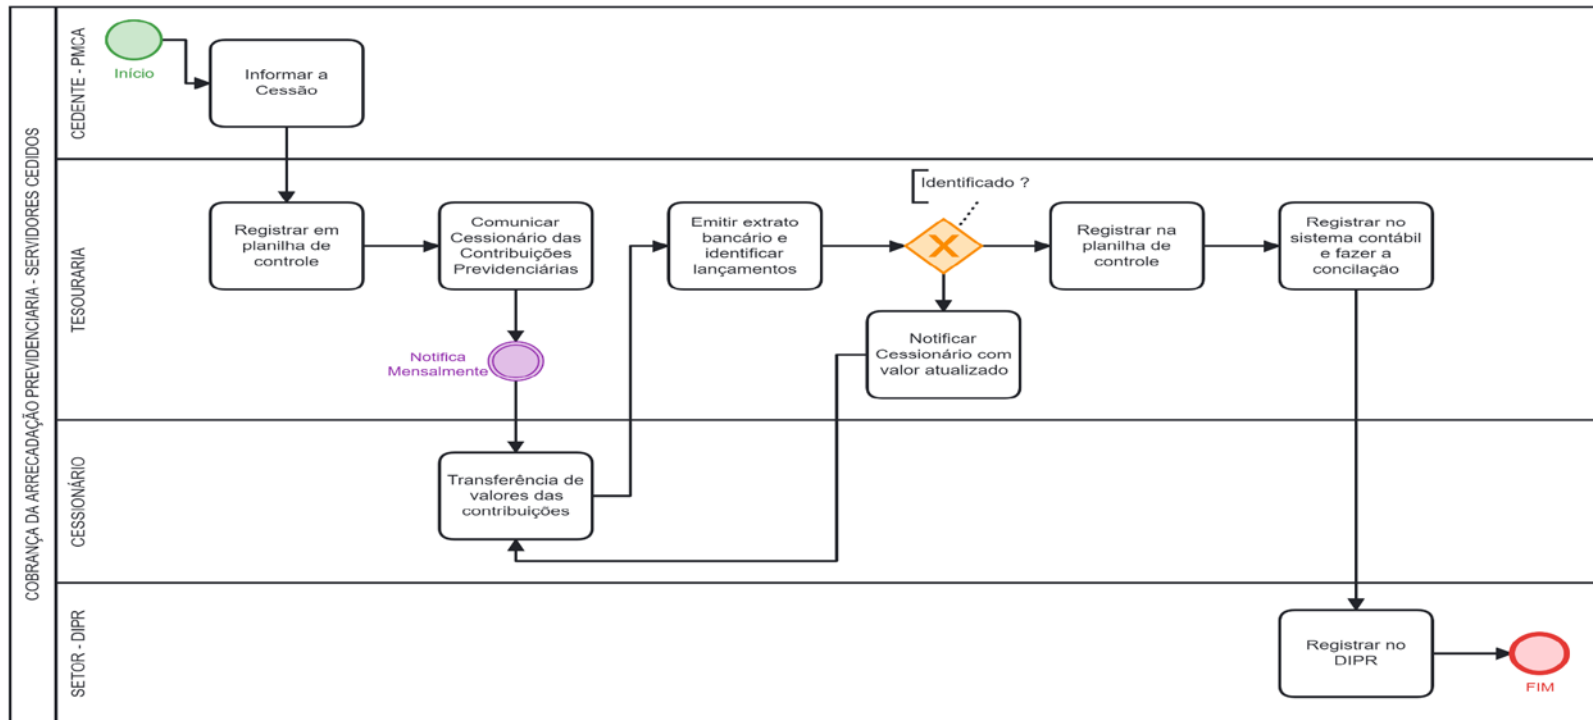 COBRANÇA DA ARRECADAÇÃO PREVIDENCIARIA - SERVIDORES CEDIDOS
CEDENTE - PMCA
Início
Informar a
Cessão
TESOURARIA
Registrar em
planilha de
controle
Comunicar
Cessionário das
Contribuições
Previdenciárias
Notifica
Mensalmente
Emitir extrato
bancário e
identificar
lançamentos
Identificado ?
Notificar
Cessionário com
valor atualizado
Registrar na
planilha de
controle
Registrar no
sistema contábil
e fazer a
concilação
CESSIONÁRIO
Transferência de
valores das
contribuições
SETOR - DIPR
Registrar no
DIPR
FIM